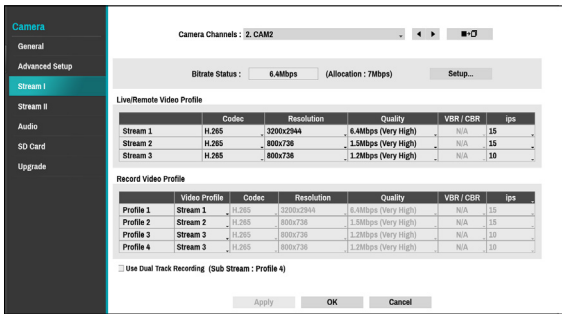 Camera
General
Advanced Setup
Stream I
Stream II
Audio
SD Card
Upgrade
Camera Channels : 2. CAM2
Bitrate Status : 6.4Mbps (Allocation : 7Mbps) Setup...
Live/Remote Video Profile
Codec Resolution Quality VBR / CBR ips
Stream 1 H.265 3200x2944 6.4Mbps (Very High) N/A 15
Stream 2 H.265 800x736 1.5Mbps (Very High) N/A 15
Stream 3 H.265 800x736 1.2Mbps (Very High) N/A 10
Record Video Profile
Video Profile Codec Resolution Quality VBR / CBR ips
Profile 1 Stream 1 H.265 3200x2944 6.4Mbps (Very High) N/A 15
Profile 2 Stream 2 H.265 800x736 1.5Mbps (Very High) N/A 15
Profile 3 Stream 3 H.265 800x736 1.2Mbps (Very High) N/A 10
Profile 4 Stream 3 H.265 800x736 1.2Mbps (Very High) N/A 10
Use Dual Track Recording (Sub Stream : Profile 4)
Apply OK Cancel